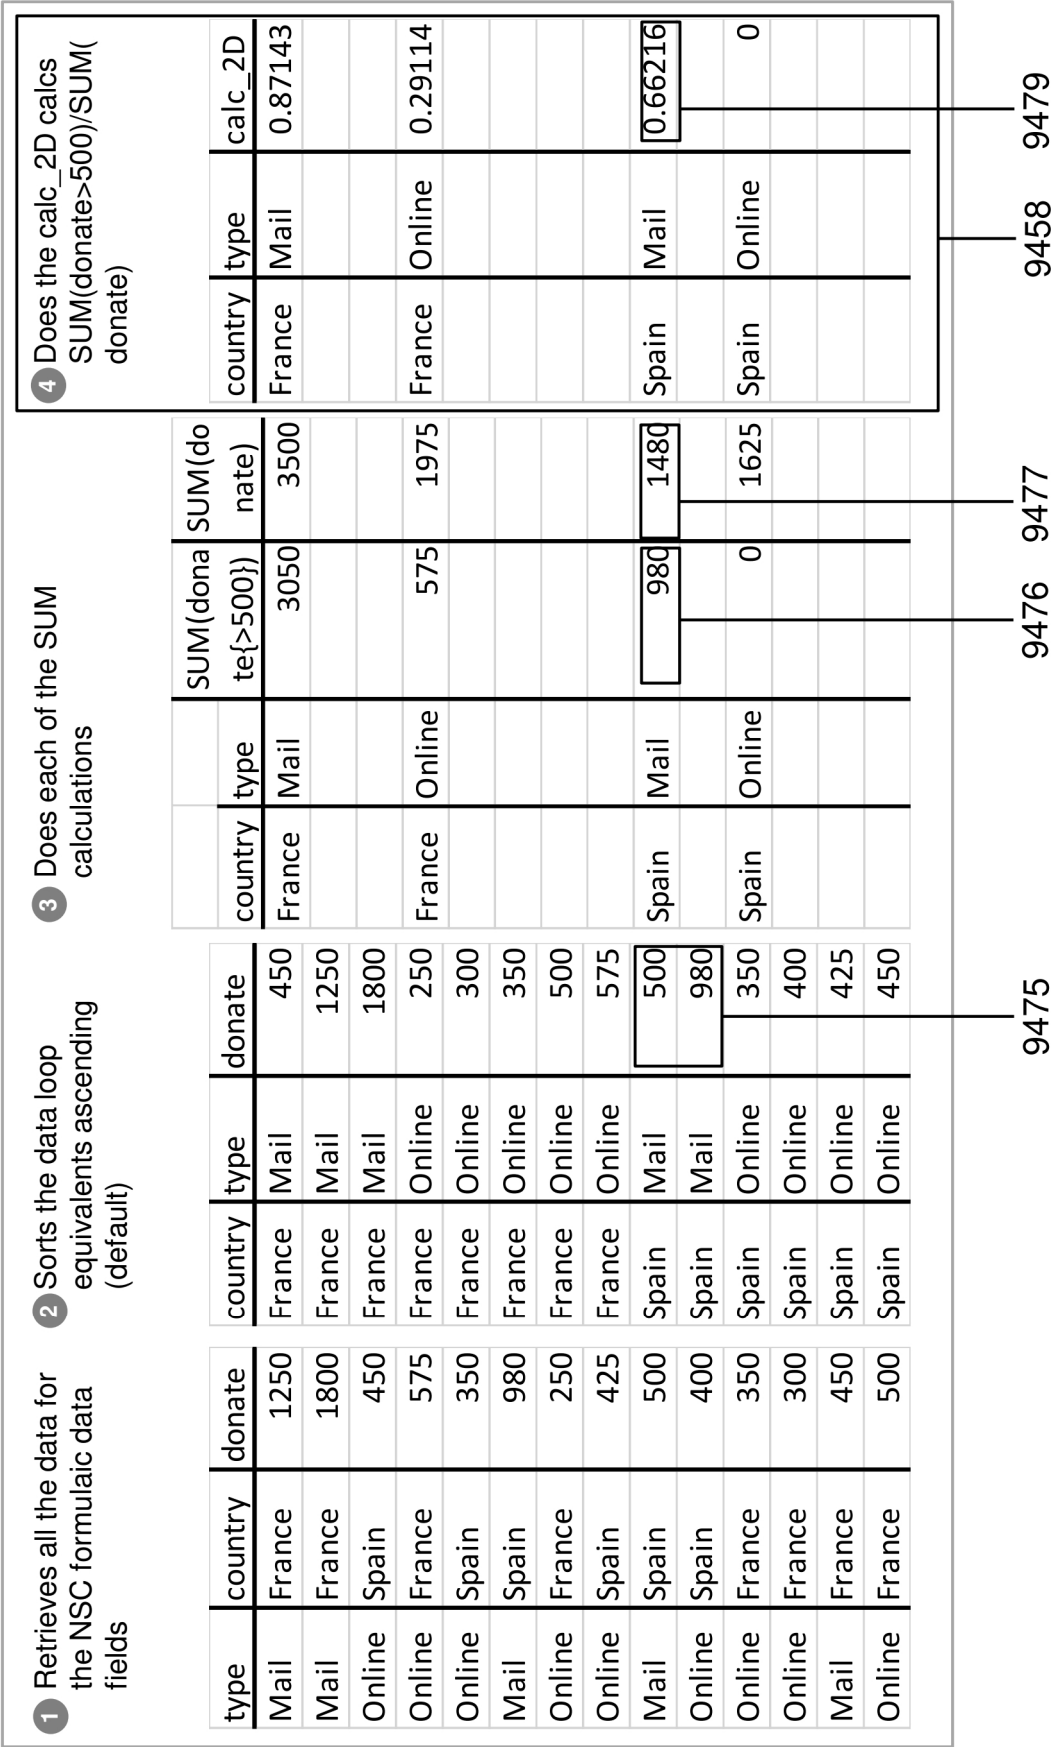 1 Retrieves all the data for
the NSC formulaic data
fields
type country donate
Mail France 1250
Mail France 1800
Online Spain 450
Online France 575
Online Spain 350
Mail Spain 980
Online France 250
Online Spain 425
Mail Spain 500
Online Spain 400
Online France 350
Online France 300
Mail France 450
Online France 500
2 Sorts the data loop
equivalents ascending
(default)
country type donate
France Mail 450
France Mail 1250
France Mail 1800
France Online 250
France Online 300
France Online 350
France Online 500
France Online 575
Spain Mail 500
Spain Mail 980
Spain Online 350
Spain Online 400
Spain Online 425
Spain Online 450
9475
3 Does each of the SUM
calculations
SUM(dona SUM(do
country type te{>500}) nate)
France Mail 3050 3500
France Online 575 1975
Spain Mail 980 1480
Spain Online 0 1625
9476 9477
4 Does the calc_2D calcs
SUM(donate>500)/SUM(
donate)
country type calc_2D
France Mail 0.87143
France Online 0.29114
Spain Mail 0.66216
Spain Online 0
9458 9479